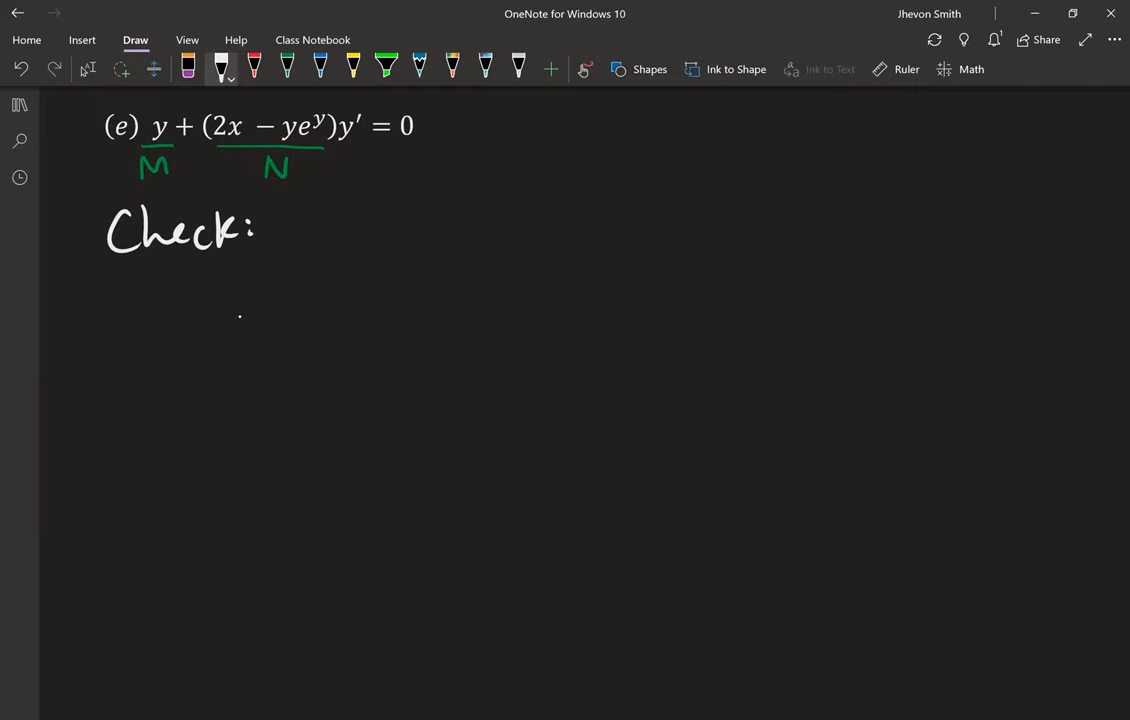 OneNote for Windows 10 Jhevon Smith
Home Insert Draw View Help Class Notebook 1 Share
Shapes Ink to Shape Ink to Text Ruler Math
(e) y + (2x − ye^y)y′ = 0
M N
Check: